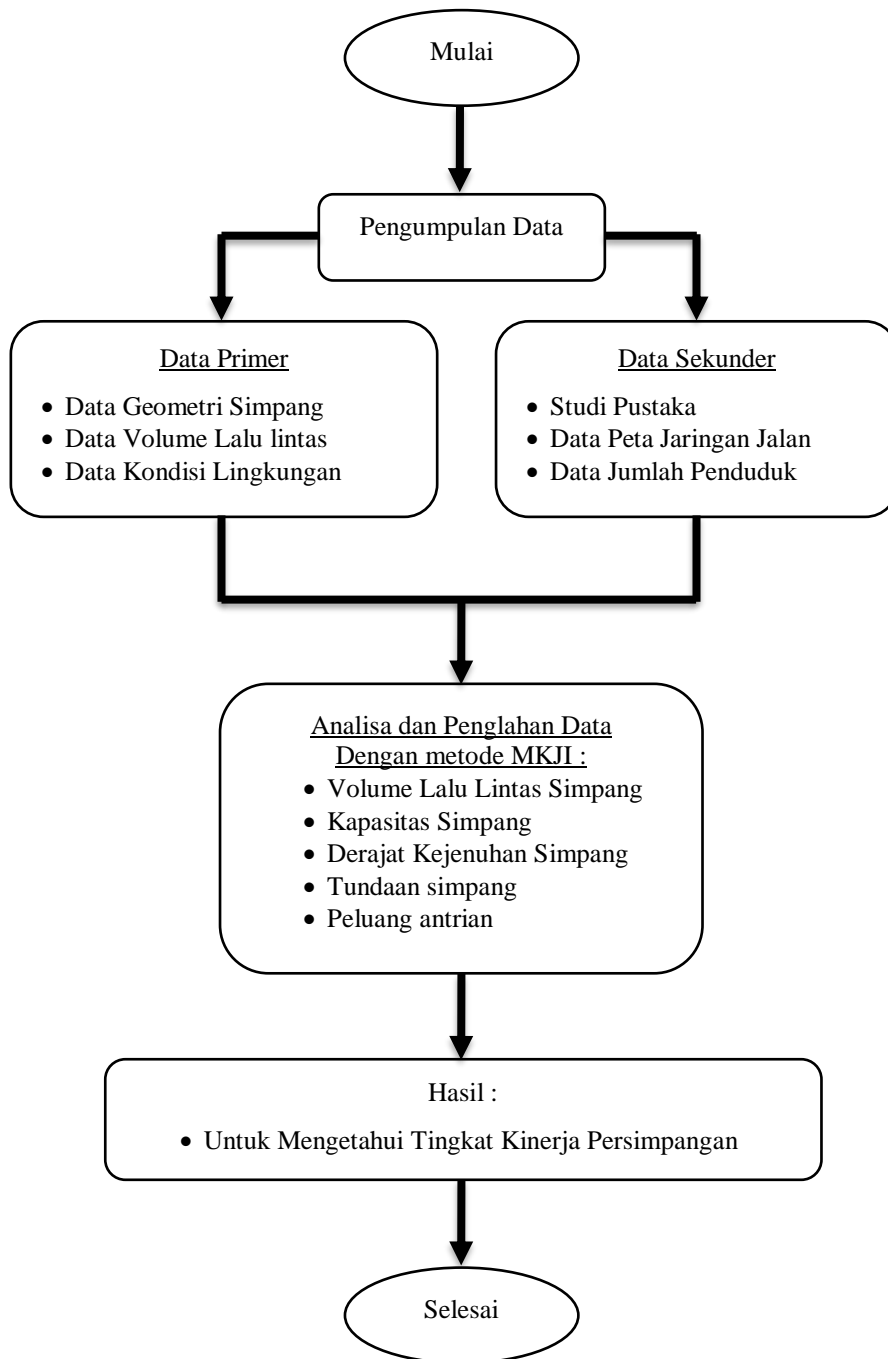 Mulai
Pengumpulan Data
Data Primer
• Data Geometri Simpang
• Data Volume Lalu lintas
• Data Kondisi Lingkungan
Data Sekunder
• Studi Pustaka
• Data Peta Jaringan Jalan
• Data Jumlah Penduduk
Analisa dan Penglahan Data
Dengan metode MKJI :
• Volume Lalu Lintas Simpang
• Kapasitas Simpang
• Derajat Kejenuhan Simpang
• Tundaan simpang
• Peluang antrian
Hasil :
• Untuk Mengetahui Tingkat Kinerja Persimpangan
Selesai